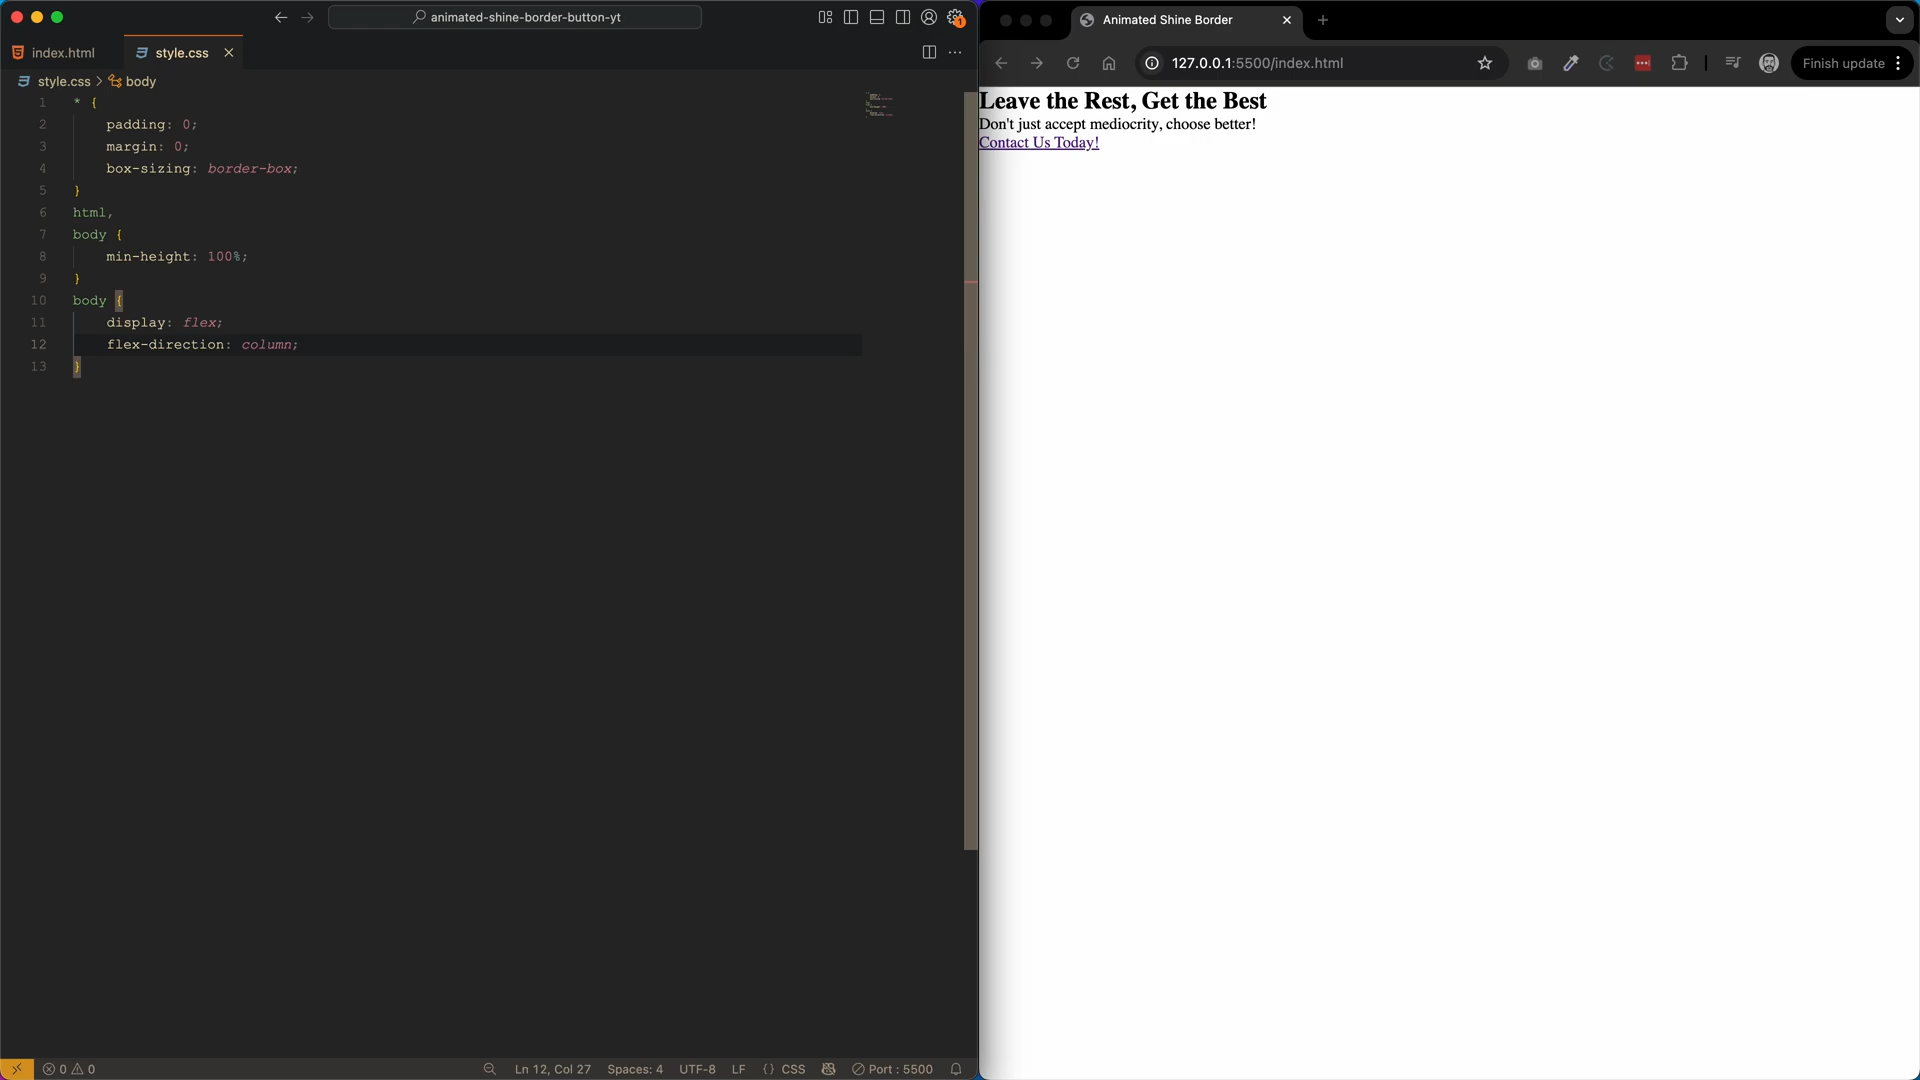 animated-shine-border-button-yt
1
index.html
style.css
style.css > body
1 * {
2 padding: 0;
3 margin: 0;
4 box-sizing: border-box;
5 }
6 html,
7 body {
8 min-height: 100%;
9 }
10 body {
11 display: flex;
12 flex-direction: column;
13 }
0 0
Ln 12, Col 27
Spaces: 4
UTF-8
LF
{} CSS
Port : 5500
Animated Shine Border
127.0.0.1:5500/index.html
Finish update
Leave the Rest, Get the Best
Don't just accept mediocrity, choose better!
Contact Us Today!